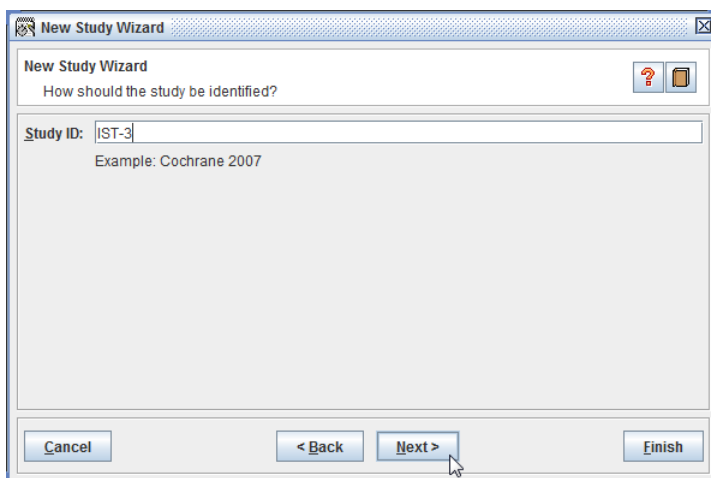 New Study Wizard
New Study Wizard
How should the study be identified?
Study ID: IST-3
Example: Cochrane 2007
Cancel < Back Next > Finish